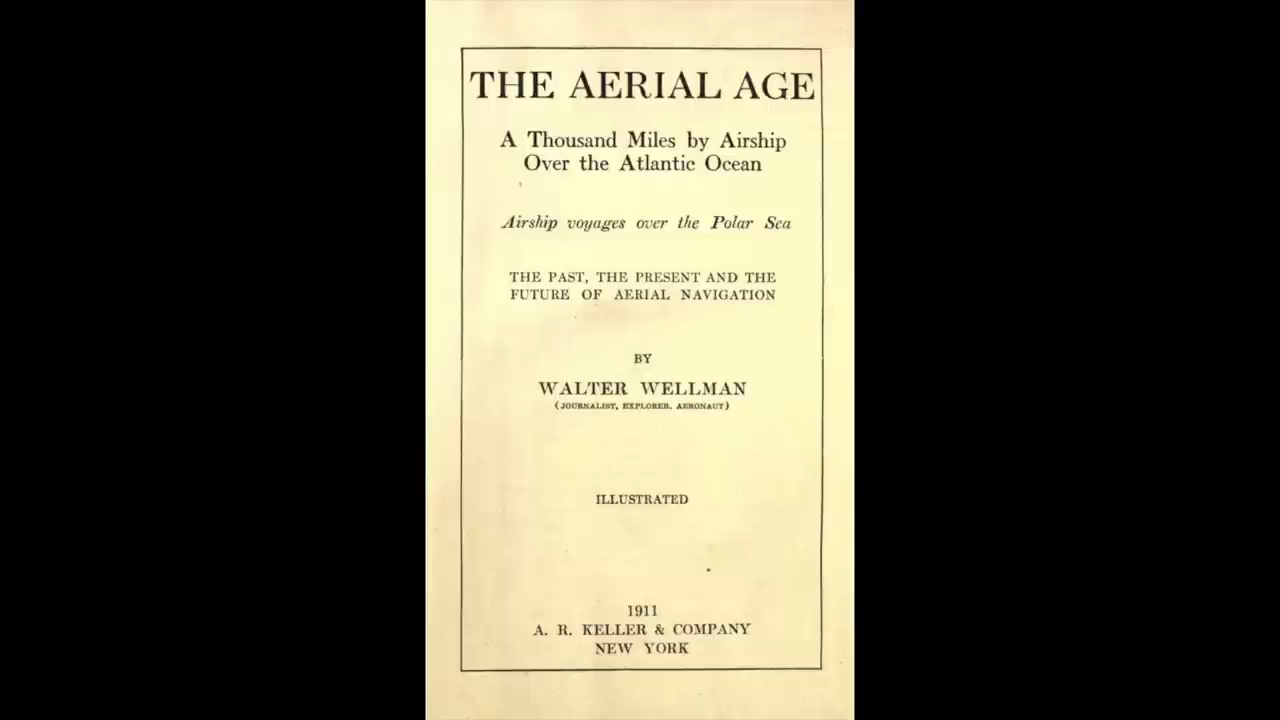 THE AERIAL AGE
A Thousand Miles by Airship
Over the Atlantic Ocean
Airship voyages over the Polar Sea
THE PAST, THE PRESENT AND THE
FUTURE OF AERIAL NAVIGATION
BY
WALTER WELLMAN
(JOURNALIST, EXPLORER, AERONAUT)
ILLUSTRATED
1911
A. R. KELLER & COMPANY
NEW YORK